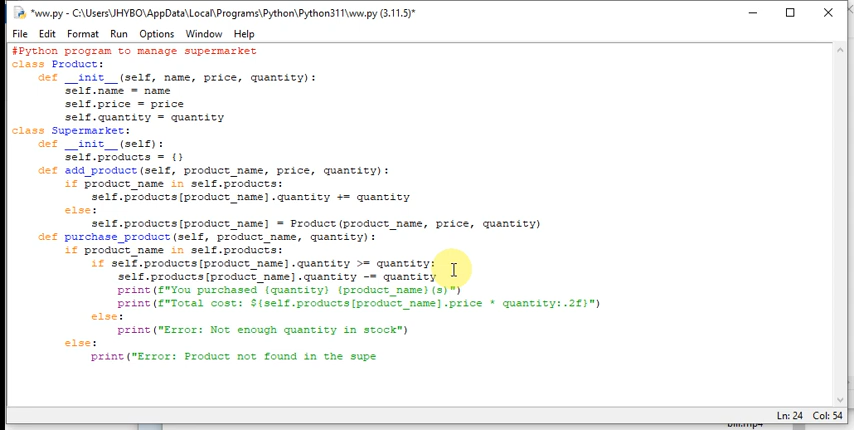 *ww.py - C:\Users\JHYBO\AppData\Local\Programs\Python\Python311\ww.py (3.11.5)*
File Edit Format Run Options Window Help
#Python program to manage supermarket
class Product:
    def __init__(self, name, price, quantity):
        self.name = name
        self.price = price
        self.quantity = quantity
class Supermarket:
    def __init__(self):
        self.products = {}
    def add_product(self, product_name, price, quantity):
        if product_name in self.products:
            self.products[product_name].quantity += quantity
        else:
            self.products[product_name] = Product(product_name, price, quantity)
    def purchase_product(self, product_name, quantity):
        if product_name in self.products:
            if self.products[product_name].quantity >= quantity:
                self.products[product_name].quantity -= quantity
                print(f"You purchased {quantity} {product_name}(s)")
                print(f"Total cost: ${self.products[product_name].price * quantity:.2f}")
            else:
                print("Error: Not enough quantity in stock")
        else:
            print("Error: Product not found in the supe
Ln: 24 Col: 54